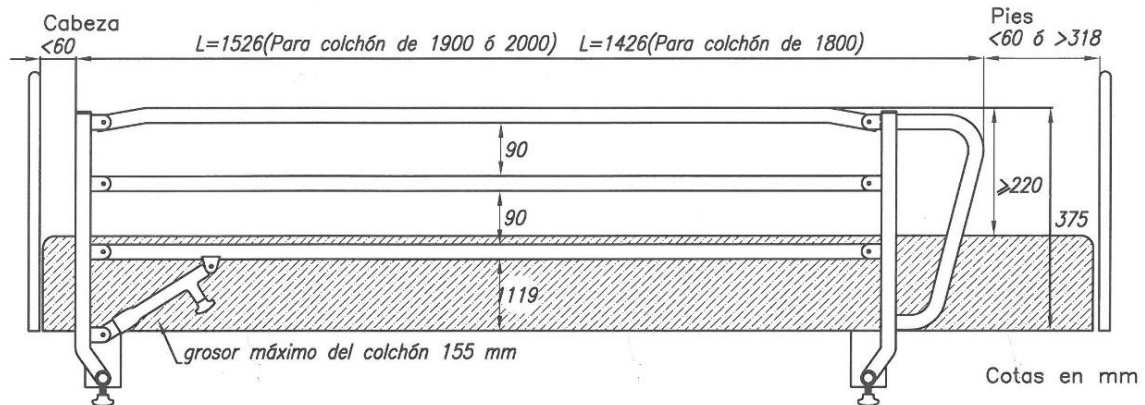 Cabeza
<60
L=1526(Para colchón de 1900 ó 2000)
L=1426(Para colchón de 1800)
Pies
<60 ó >318
90
⩾220
90
375
119
grosor máximo del colchón 155 mm
Cotas en mm